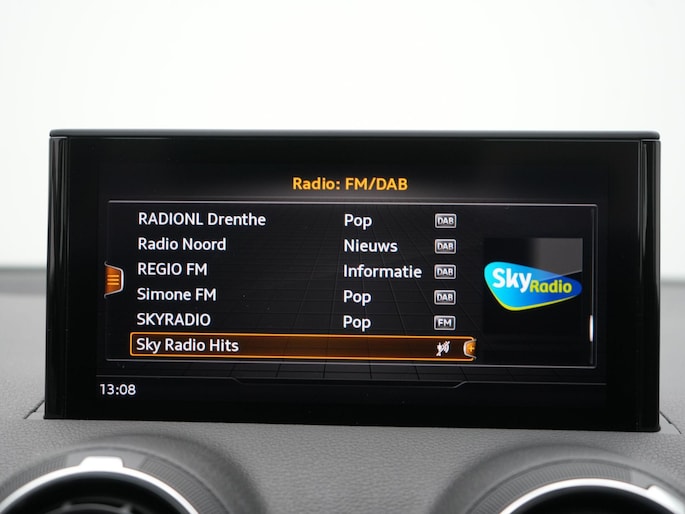 Radio: FM/DAB
RADIONL Drenthe Pop DAB
Radio Noord Nieuws DAB
REGIO FM Informatie DAB
Simone FM Pop DAB
SKYRADIO Pop FM
Sky Radio Hits
Sky Radio
13:08